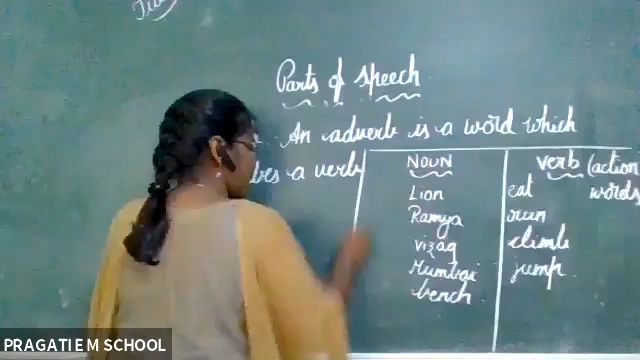 Parts of speech
An adverb is a word which
bes a verb
NOUN verb (action words)
Lion eat
Ramya run
vizag climb
Mumbai jump
bench
PRAGATI E M SCHOOL